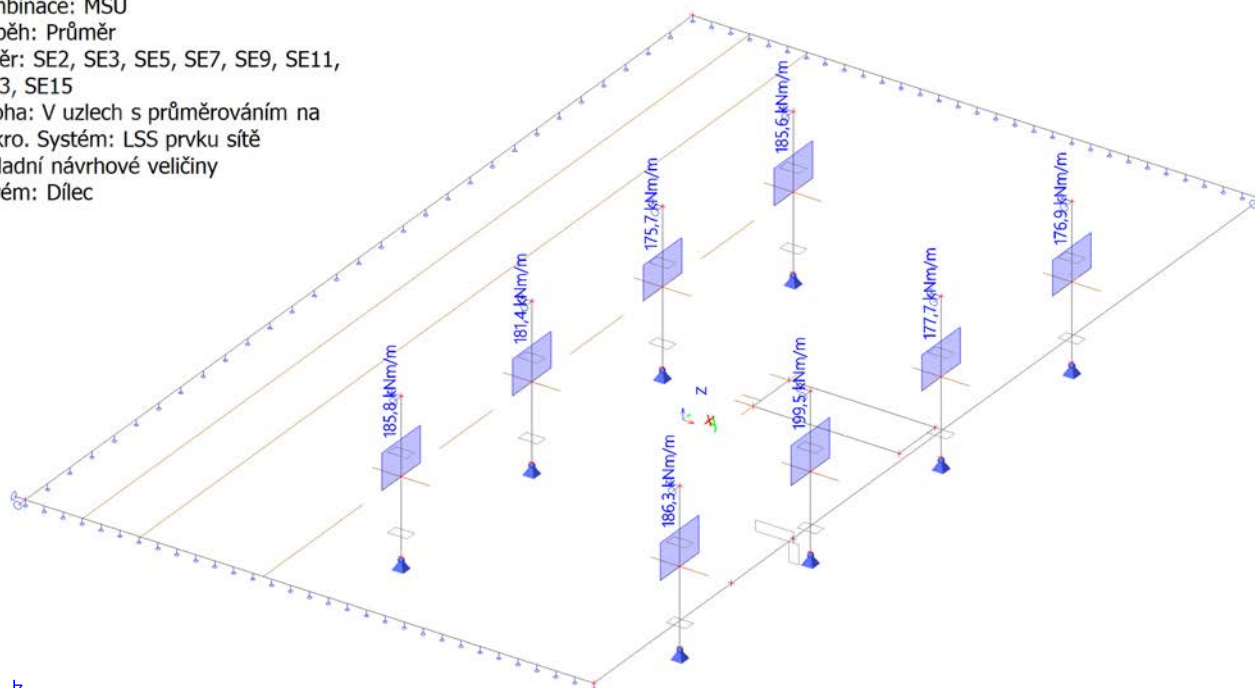 mbinace: MSÚ
běh: Průměr
ěr: SE2, SE3, SE5, SE7, SE9, SE11,
3, SE15
oha: V uzlech s průměrováním na
kro. Systém: LSS prvku sítě
ladní návrhové veličiny
ém: Dílec
185,6 kNm/m
175,7 kNm/m
176,9 kNm/m
181,4 kNm/m
177,7 kNm/m
185,8 kNm/m
199,5 kNm/m
186,3 kNm/m
Z
X
y